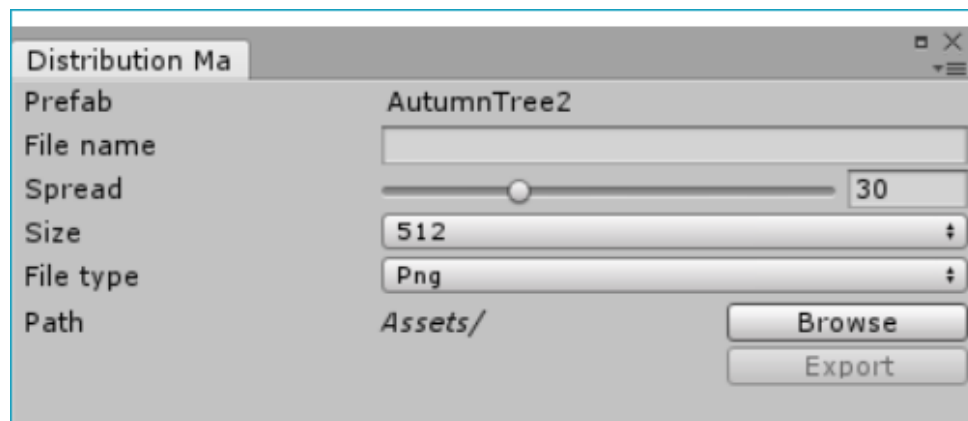 Distribution Ma
Prefab AutumnTree2
File name
Spread 30
Size 512
File type Png
Path Assets/ Browse
Export